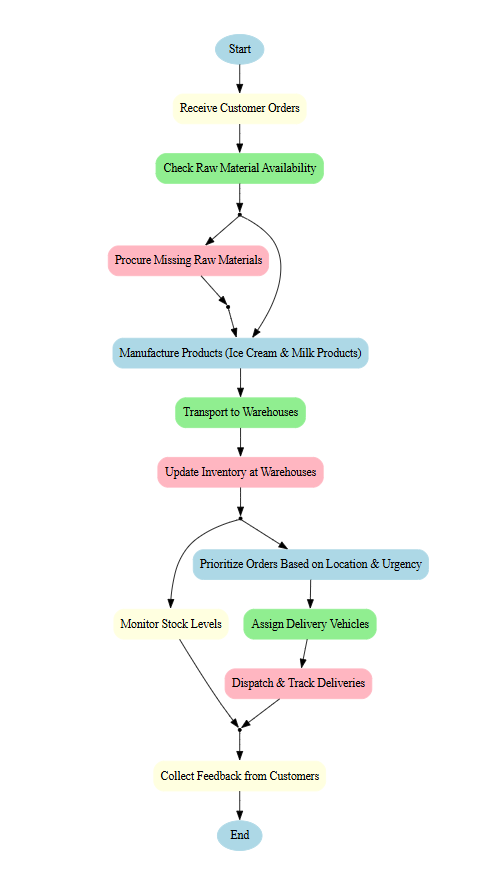 Start
Receive Customer Orders
Check Raw Material Availability
Procure Missing Raw Materials
Manufacture Products (Ice Cream & Milk Products)
Transport to Warehouses
Update Inventory at Warehouses
Prioritize Orders Based on Location & Urgency
Monitor Stock Levels
Assign Delivery Vehicles
Dispatch & Track Deliveries
Collect Feedback from Customers
End